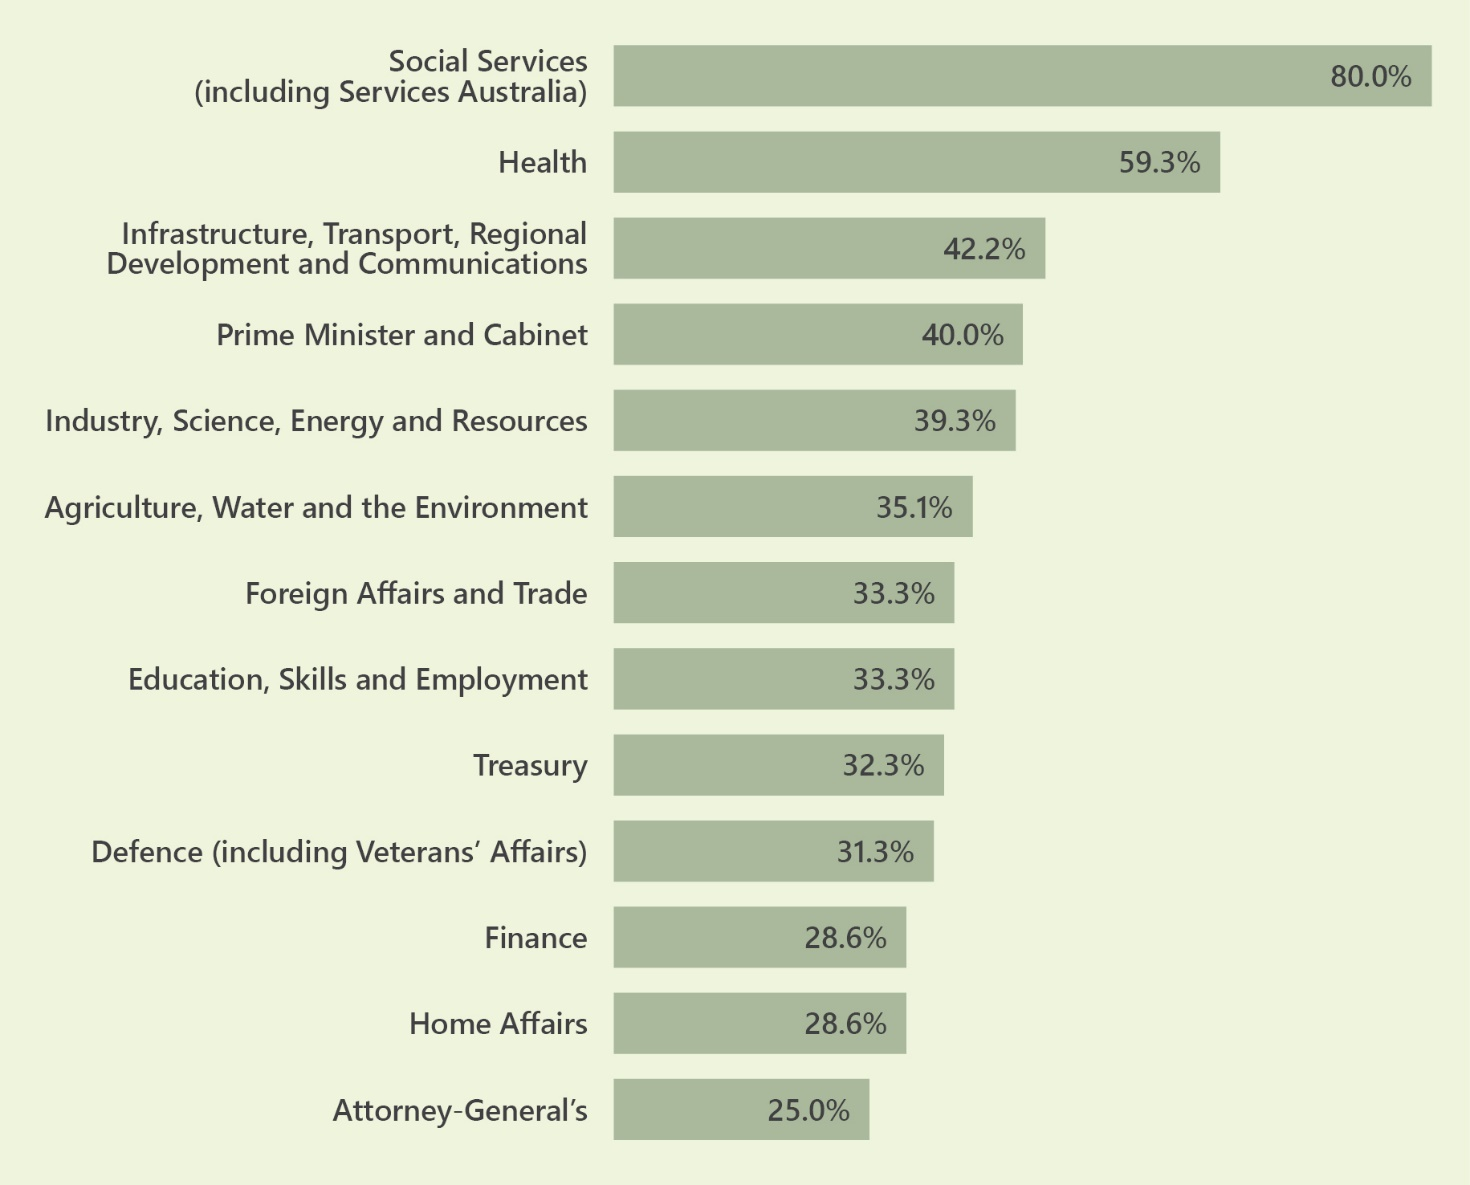 Social Services
(including Services Australia)
80.0%
Health
59.3%
Infrastructure, Transport, Regional
Development and Communications
42.2%
Prime Minister and Cabinet
40.0%
Industry, Science, Energy and Resources
39.3%
Agriculture, Water and the Environment
35.1%
Foreign Affairs and Trade
33.3%
Education, Skills and Employment
33.3%
Treasury
32.3%
Defence (including Veterans’ Affairs)
31.3%
Finance
28.6%
Home Affairs
28.6%
Attorney-General’s
25.0%